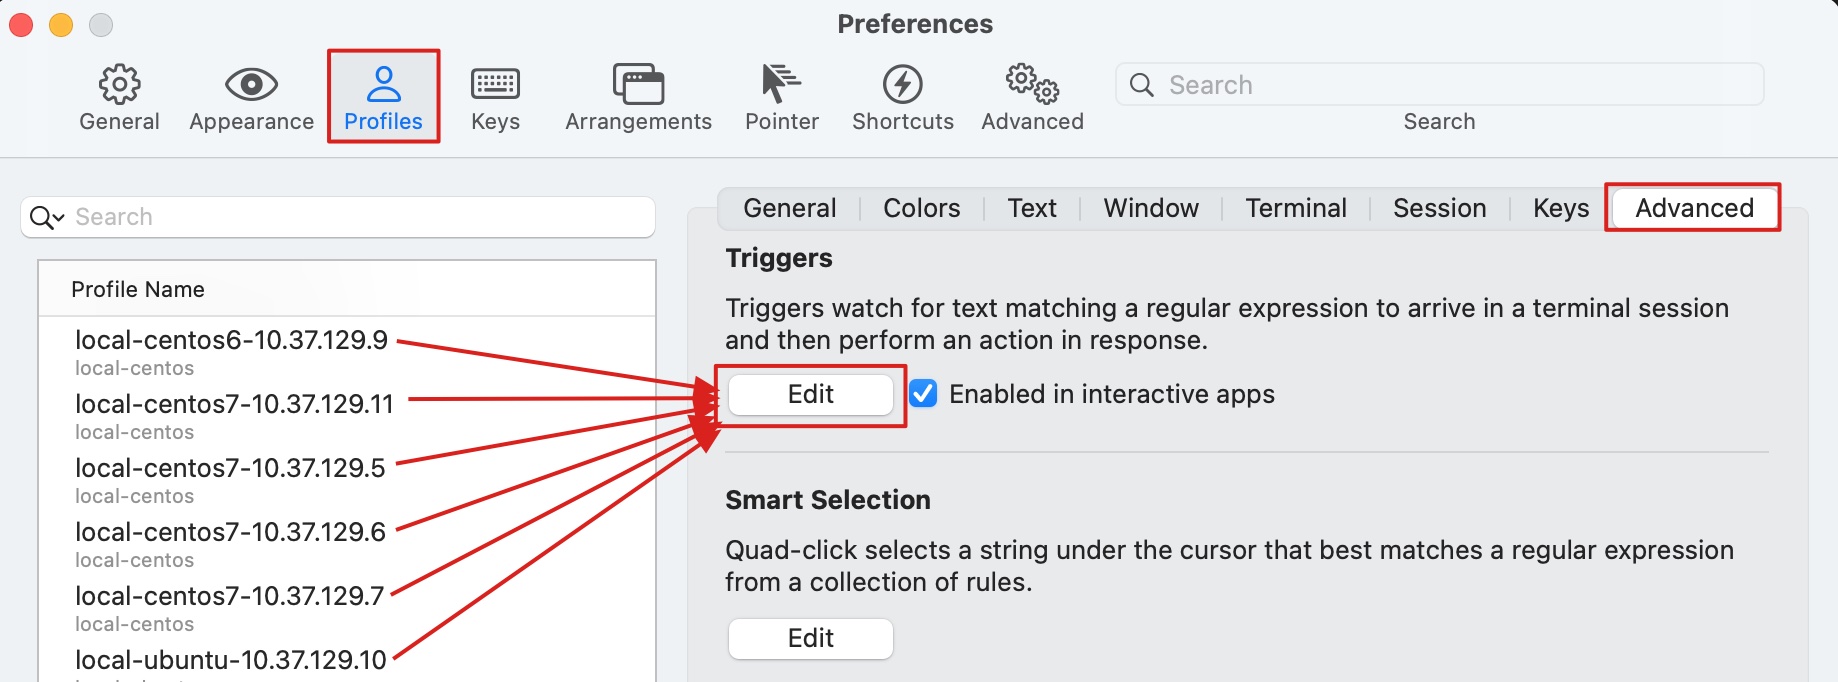 Preferences
General Appearance Profiles Keys Arrangements Pointer Shortcuts Advanced Search
Search
Search
General Colors Text Window Terminal Session Keys Advanced
Profile Name
local-centos6-10.37.129.9
local-centos
local-centos7-10.37.129.11
local-centos
local-centos7-10.37.129.5
local-centos
local-centos7-10.37.129.6
local-centos
local-centos7-10.37.129.7
local-centos
local-ubuntu-10.37.129.10
Triggers
Triggers watch for text matching a regular expression to arrive in a terminal session
and then perform an action in response.
Edit Enabled in interactive apps
Smart Selection
Quad-click selects a string under the cursor that best matches a regular expression
from a collection of rules.
Edit